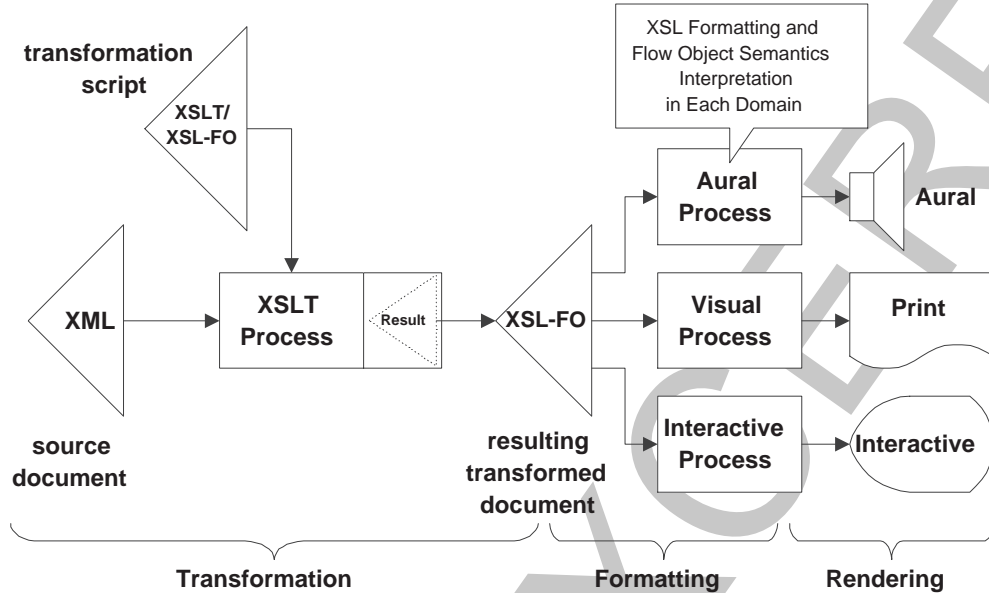 transformation
script
XSLT/
XSL-FO
XSL Formatting and
Flow Object Semantics
Interpretation
in Each Domain
Aural
Process
Aural
XML
XSLT
Process
Result
XSL-FO
Visual
Process
Print
source
document
resulting
transformed
document
Interactive
Process
Interactive
Transformation
Formatting
Rendering
XCERP